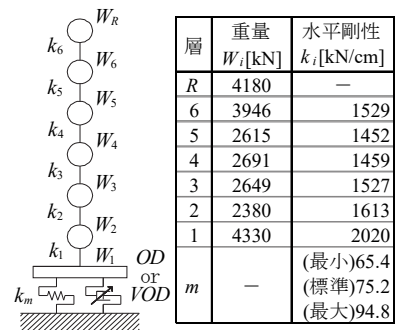 W_R
k_6
W_6
k_5
W_5
k_4
W_4
k_3
W_3
k_2
W_2
k_1
W_1
OD
or
VOD
k_m
層 重量 W_i[kN] 水平剛性 k_i[kN/cm]
R 4180 −
6 3946 1529
5 2615 1452
4 2691 1459
3 2649 1527
2 2380 1613
1 4330 2020
m − (最小)65.4
(標準)75.2
(最大)94.8